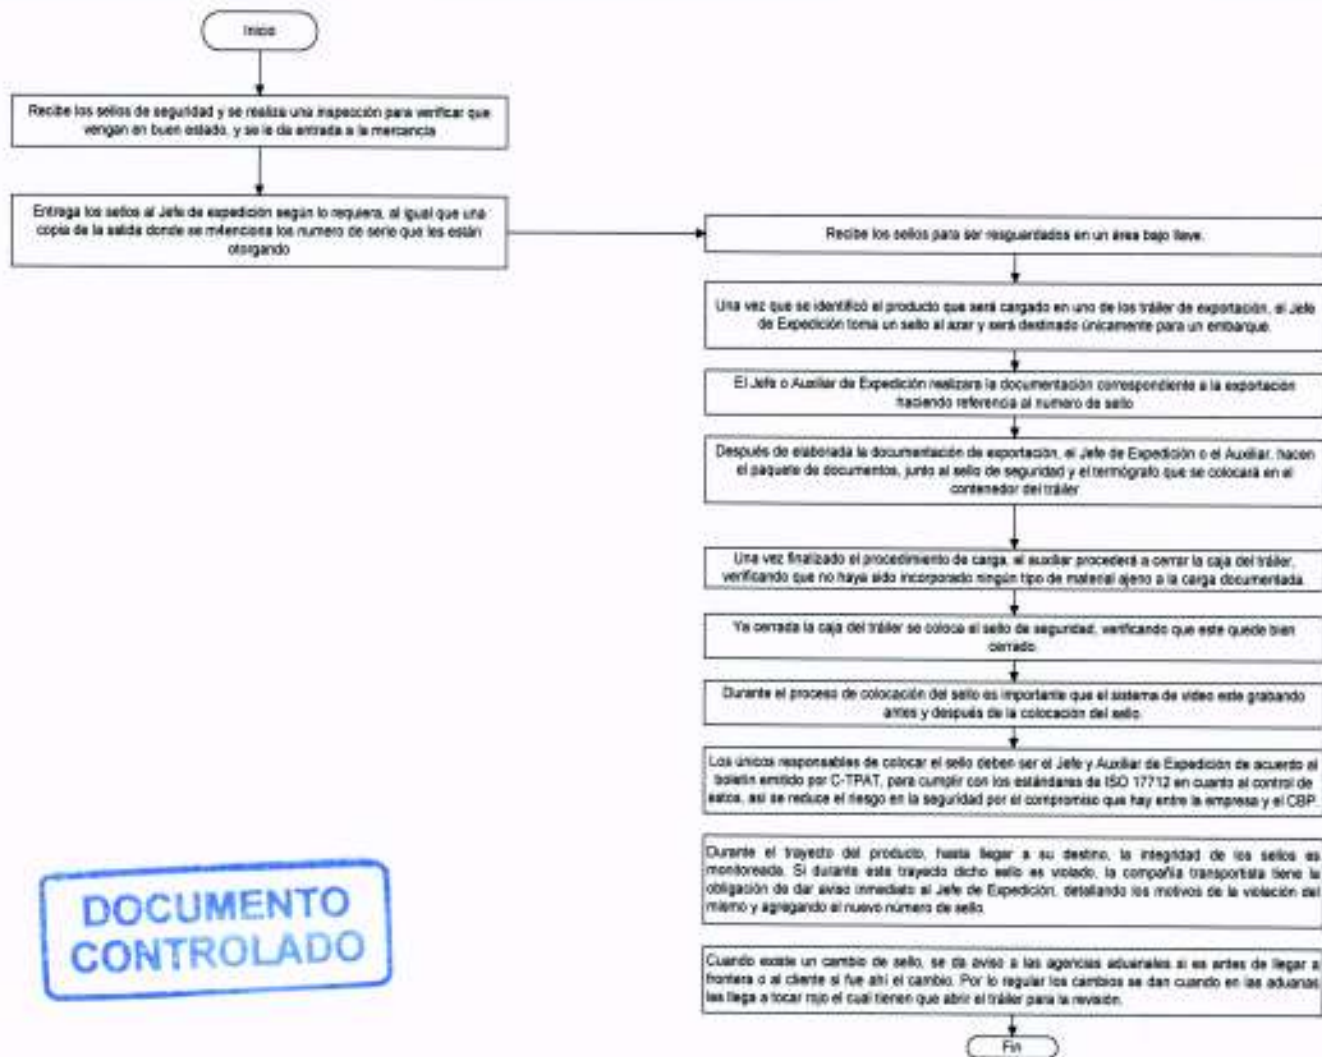 Inicio
Recibe los sellos de seguridad y se realiza una inspección para verificar que
vengan en buen estado, y se le da entrada a la mercancía
Entrega los sellos al Jefe de expedición según lo requiera, al igual que una
copia de la salida donde se menciona los numero de serie que les están
otorgando
Recibe los sellos para ser resguardados en un área bajo llave.
Una vez que se identificó el producto que será cargado en uno de los tráiler de exportación, el Jefe
de Expedición toma un sello al azar y será destinado únicamente para un embarque.
El Jefe o Auxiliar de Expedición realizara la documentación correspondiente a la exportación
haciendo referencia al numero de sello
Después de elaborada la documentación de exportación, el Jefe de Expedición o el Auxiliar, hacen
el paquete de documentos, junto al sello de seguridad y el termógrafo que se colocará en el
contenedor del tráiler
Una vez finalizado el procedimiento de carga, el auxiliar procederá a cerrar la caja del tráiler,
verificando que no haya sido incorporado ningún tipo de material ajeno a la carga documentada.
Ya cerrada la caja del tráiler se coloca el sello de seguridad, verificando que este quede bien
cerrado.
Durante el proceso de colocación del sello es importante que el sistema de video este grabando
antes y después de la colocación del sello.
Los únicos responsables de colocar el sello deben ser el Jefe y Auxiliar de Expedición de acuerdo al
boletín emitido por C-TPAT, para cumplir con los estándares de ISO 17712 en cuanto al control de
estos, así se reduce el riesgo en la seguridad por el compromiso que hay entre la empresa y el CBP.
Durante el trayecto del producto, hasta llegar a su destino, la integridad de los sellos es
monitoreada. Si durante este trayecto dicho sello es violado, la compañía transportista tiene la
obligación de dar aviso inmediato al Jefe de Expedición, detallando los motivos de la violación del
mismo y agregando el nuevo número de sello.
Cuando existe un cambio de sello, se da aviso a las agencias aduanales si es antes de llegar a
frontera o al cliente si fue ahí el cambio. Por lo regular los cambios se dan cuando en las aduanas
les llega a tocar rojo el cual tienen que abrir el tráiler para la revisión.
Fin
DOCUMENTO
CONTROLADO